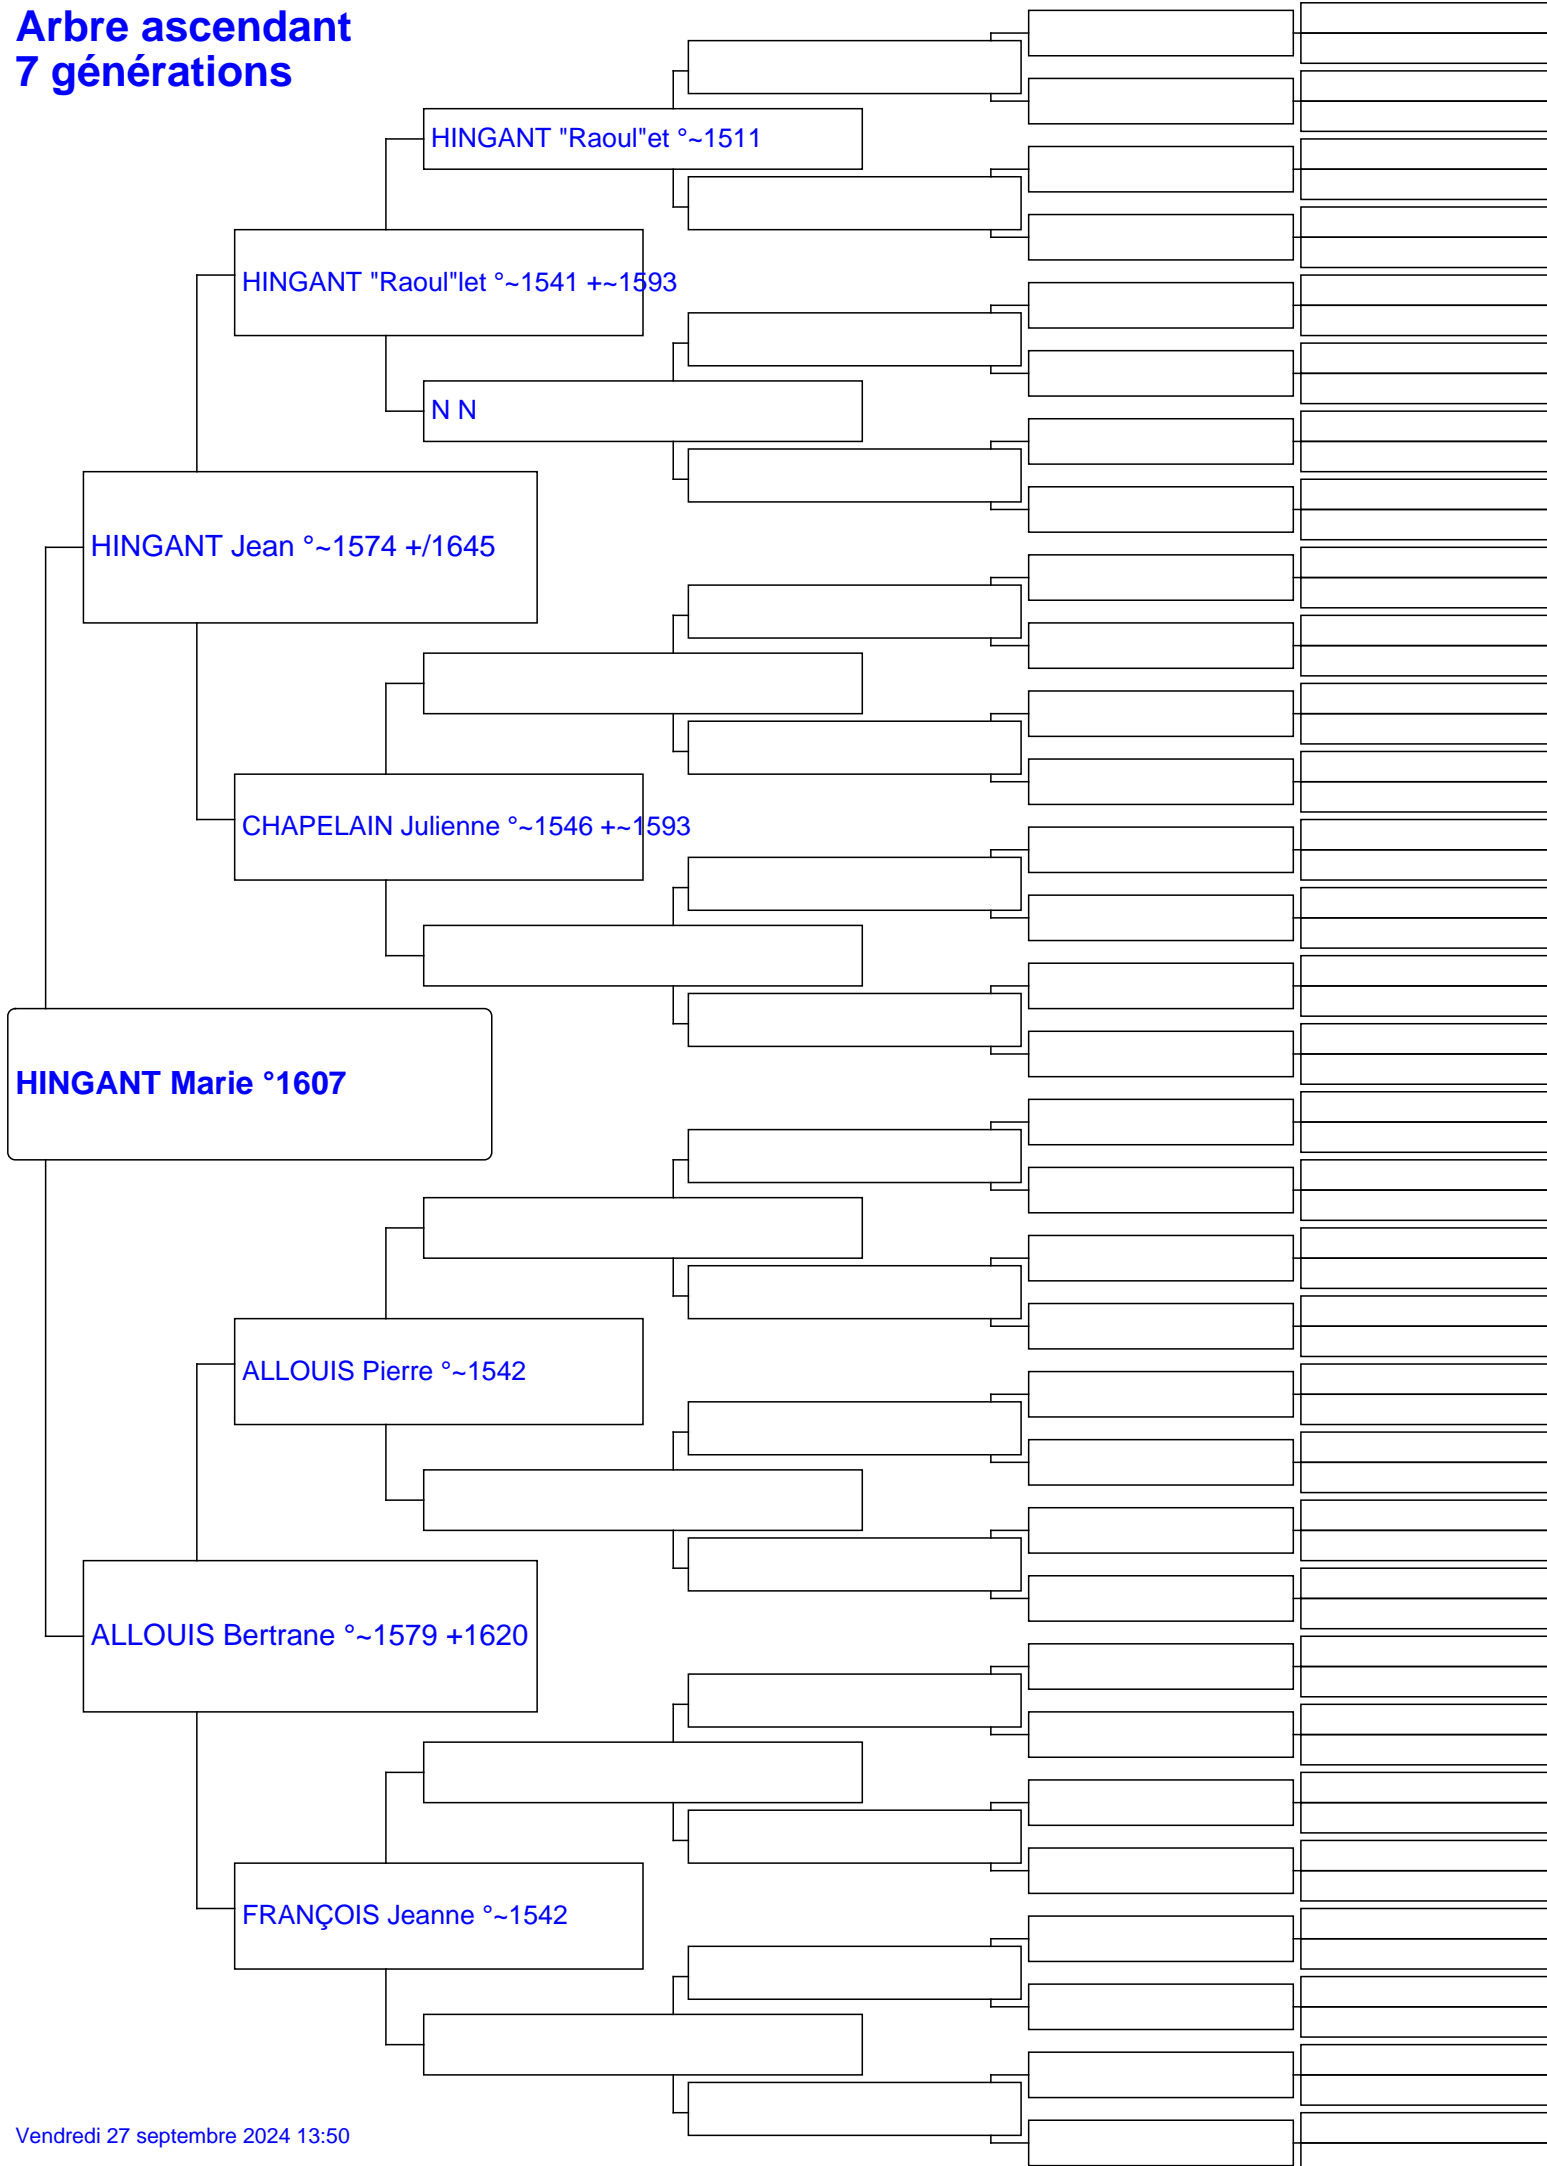 Arbre ascendant
7 générations
HINGANT "Raoul"et °~1511
HINGANT "Raoul"let °~1541 +~1593
N N
HINGANT Jean °~1574 +/1645
CHAPELAIN Julienne °~1546 +~1593
HINGANT Marie °1607
ALLOUIS Pierre °~1542
ALLOUIS Bertrane °~1579 +1620
FRANÇOIS Jeanne °~1542
Vendredi 27 septembre 2024 13:50